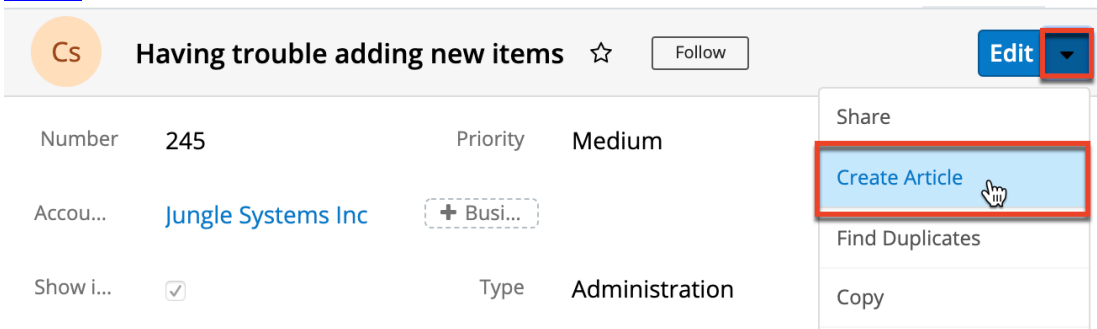 Cs Having trouble adding new items Follow Edit
Share
Number 245 Priority Medium
Create Article
Accou... Jungle Systems Inc + Busi...
Find Duplicates
Show i... Type Administration
Copy